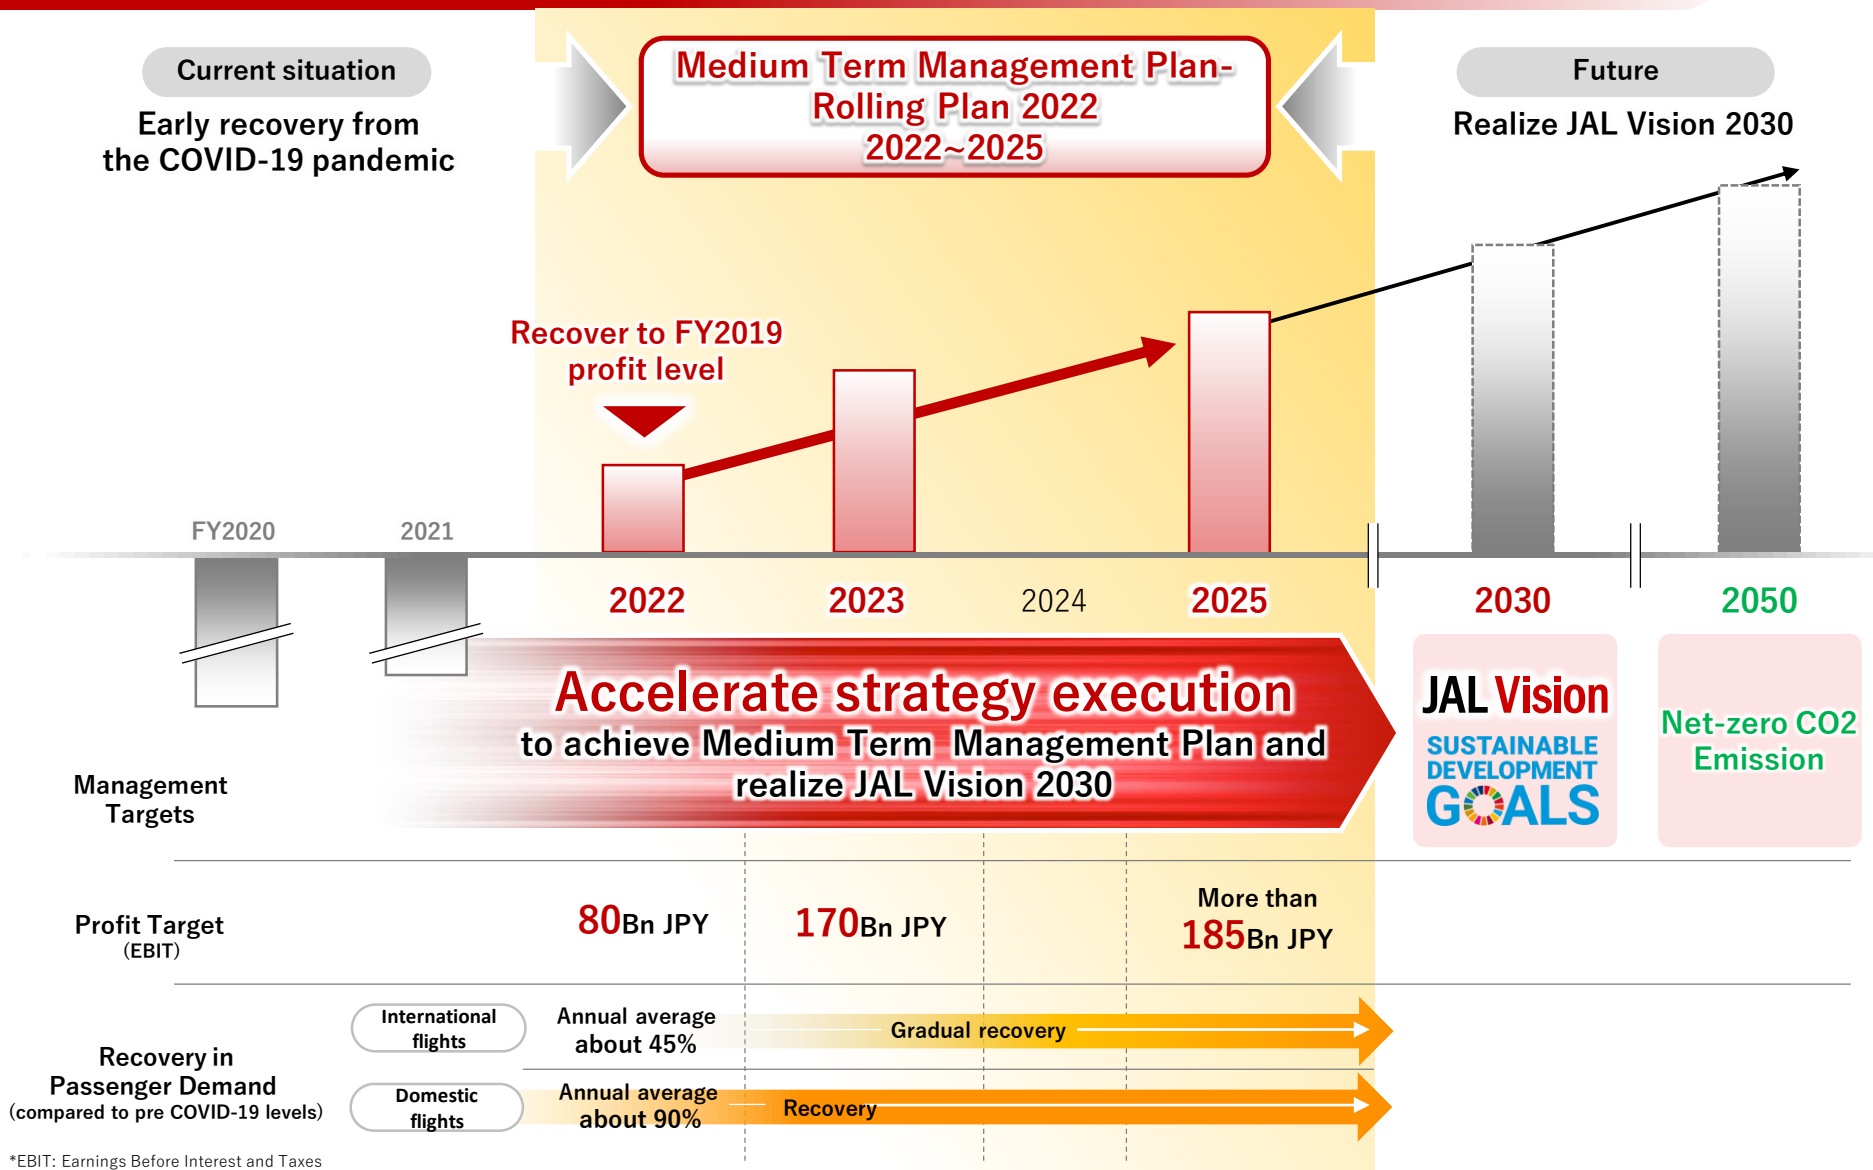 Current situation
Early recovery from
the COVID-19 pandemic
Medium Term Management Plan-
Rolling Plan 2022
2022~2025
Future
Realize JAL Vision 2030
Recover to FY2019
profit level
FY2020
2021
2022
2023
2024
2025
2030
2050
Accelerate strategy execution
to achieve Medium Term Management Plan and
realize JAL Vision 2030
JAL Vision
SUSTAINABLE
DEVELOPMENT
GOALS
Net-zero CO2
Emission
Management
Targets
Profit Target
(EBIT)
80Bn JPY
170Bn JPY
More than
185Bn JPY
Recovery in
Passenger Demand
(compared to pre COVID-19 levels)
International
flights
Annual average
about 45%
Gradual recovery
Domestic
flights
Annual average
about 90%
Recovery
*EBIT: Earnings Before Interest and Taxes